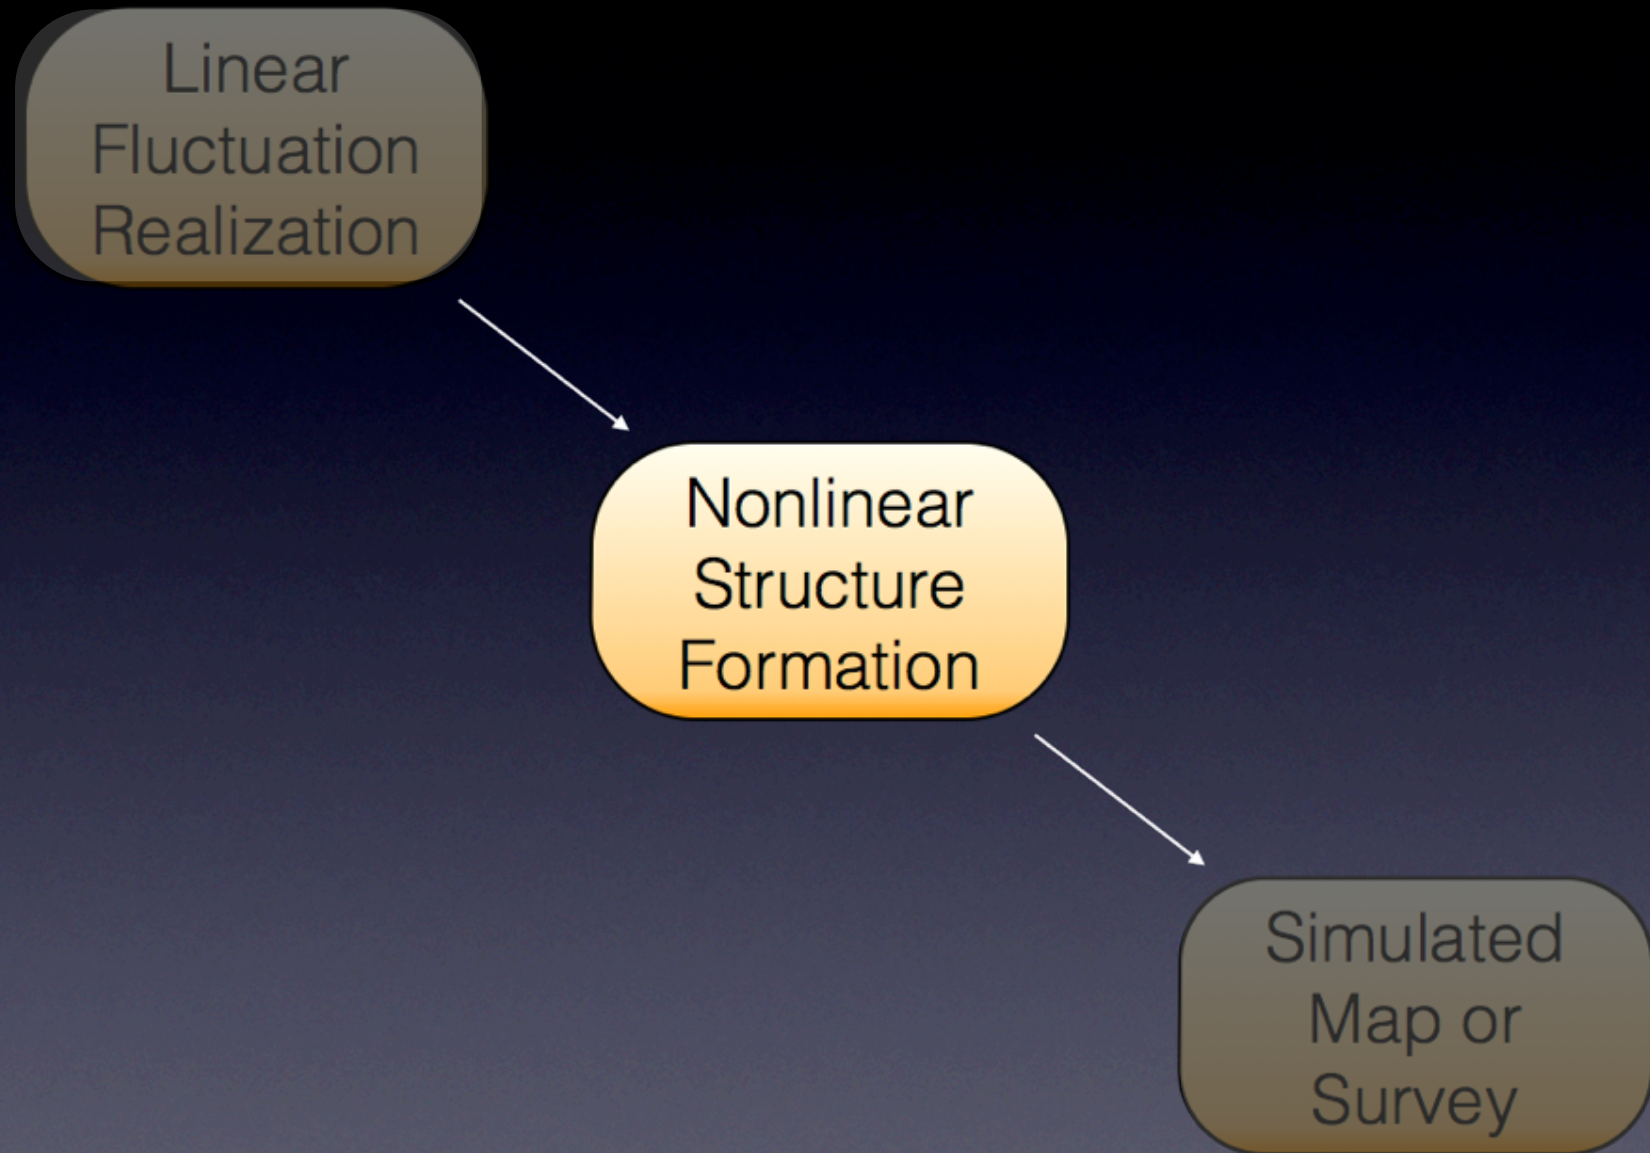 Linear
Fluctuation
Realization
Nonlinear
Structure
Formation
Simulated
Map or
Survey